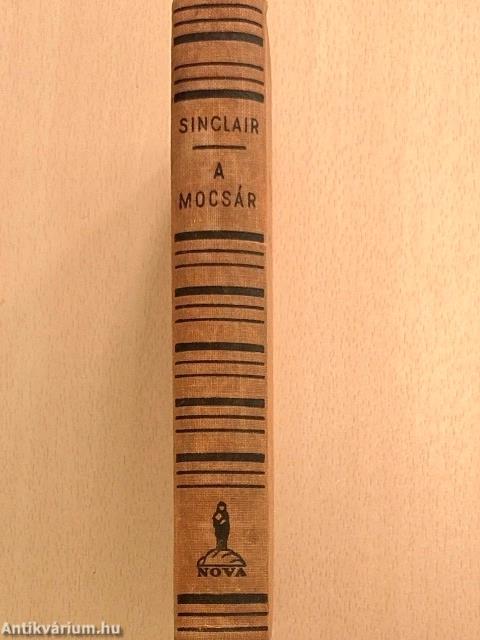 SINCLAIR
A
MOCSÁR
NOVA
Antikvárium.hu